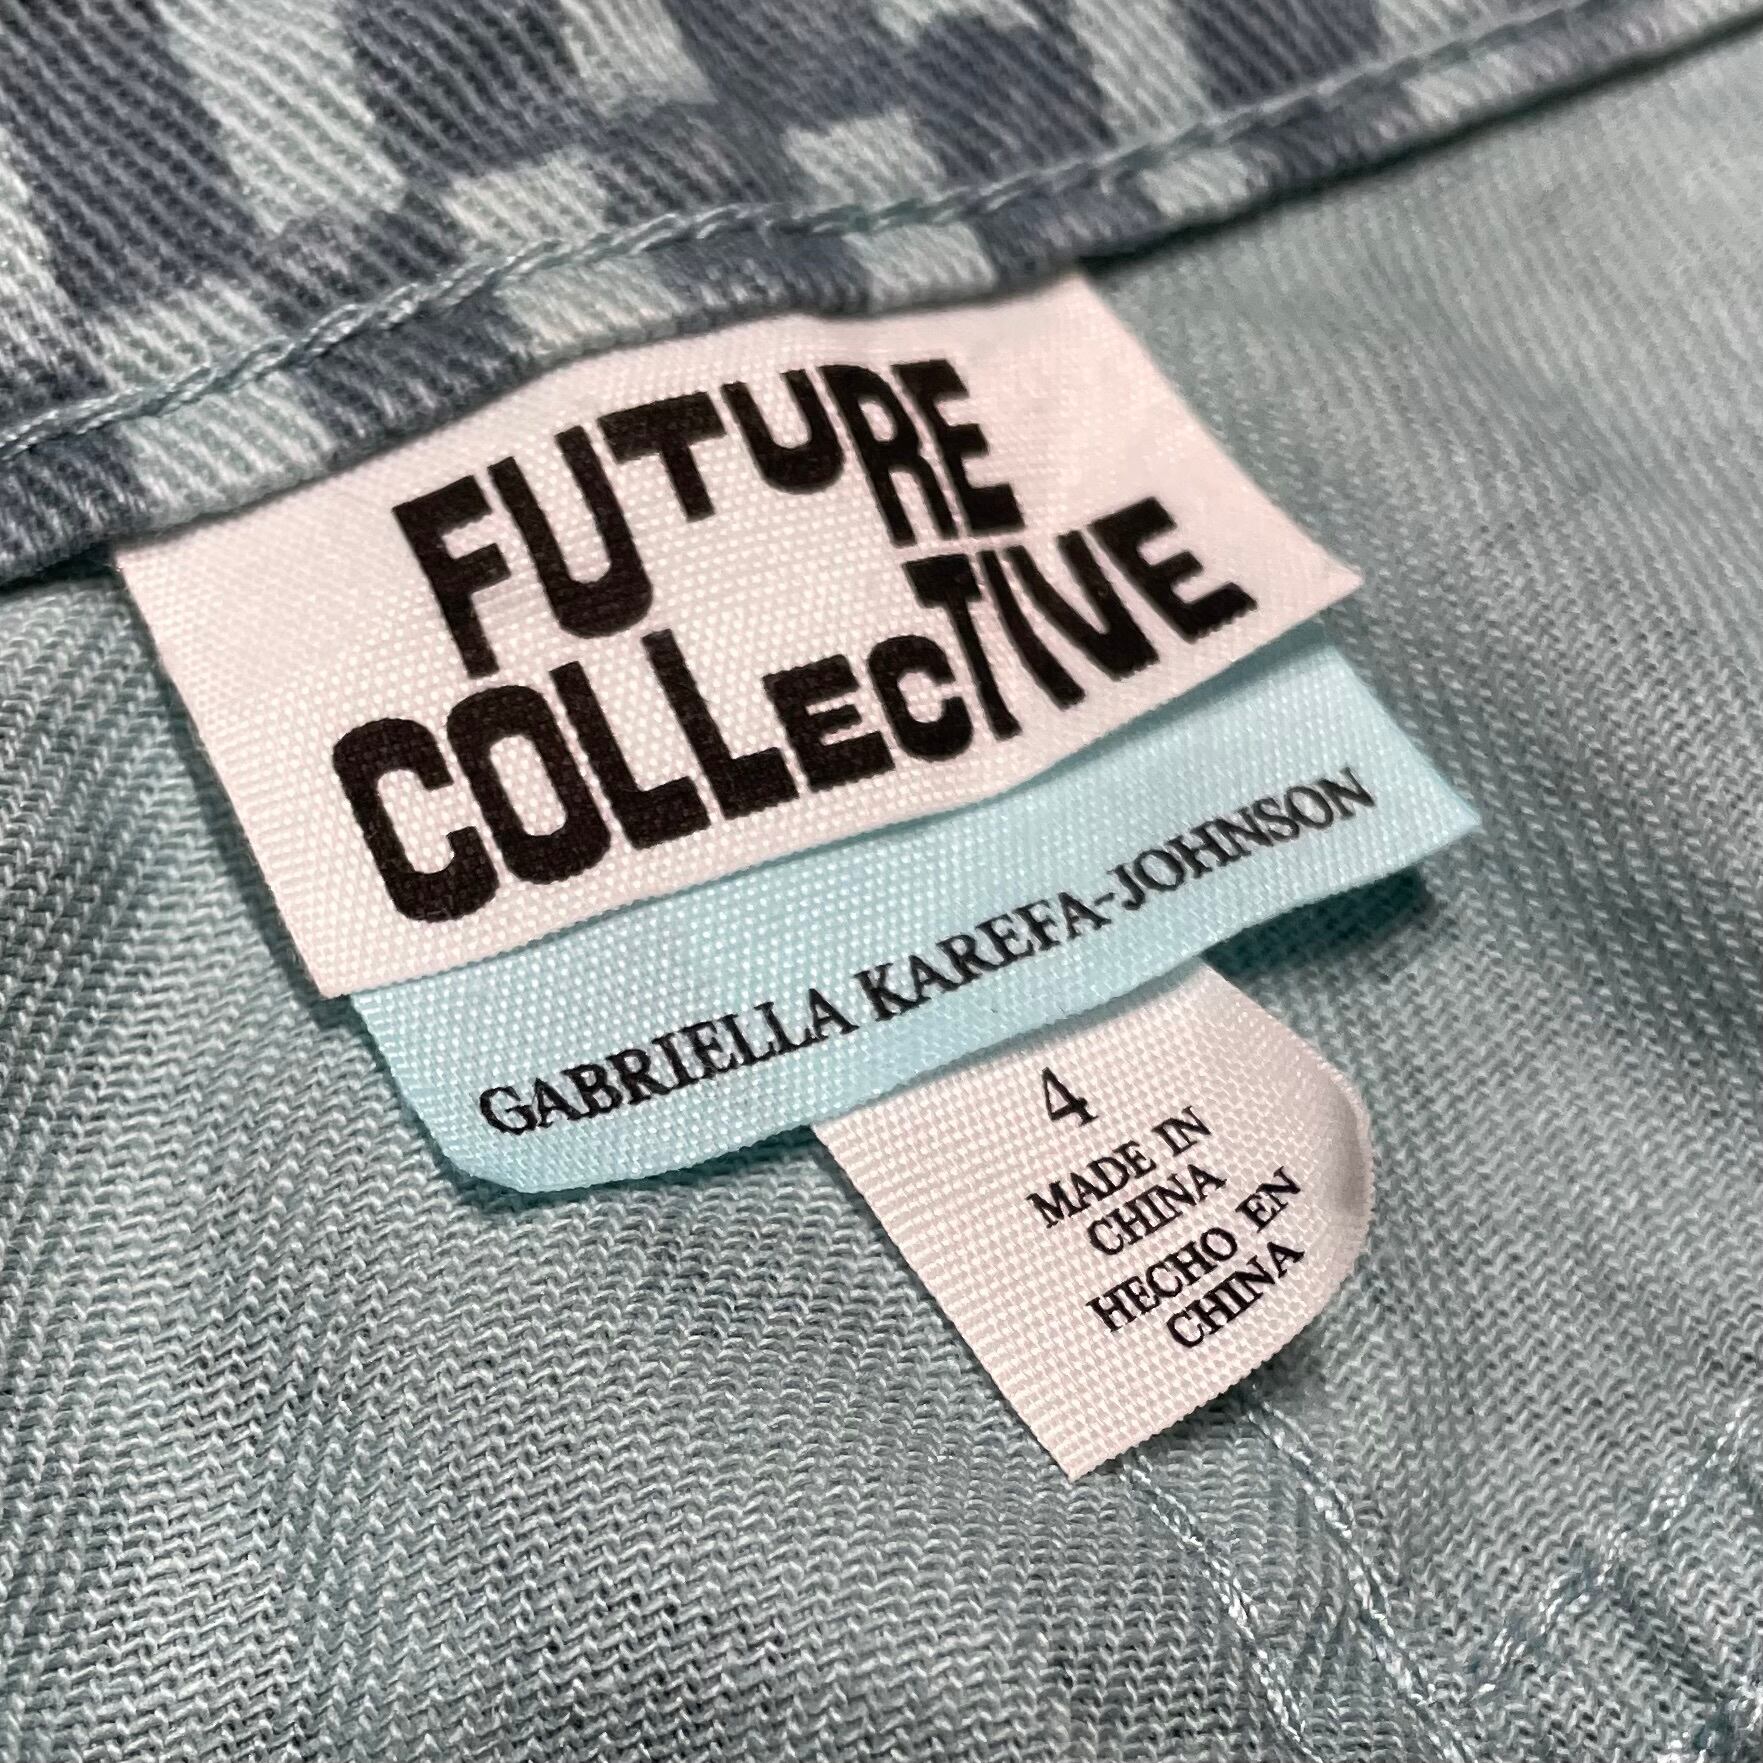 FUTURE
COLLECTIVE
GABRIELLA KAREFA-JOHNSON
4
MADE IN
CHINA
HECHO EN
CHINA